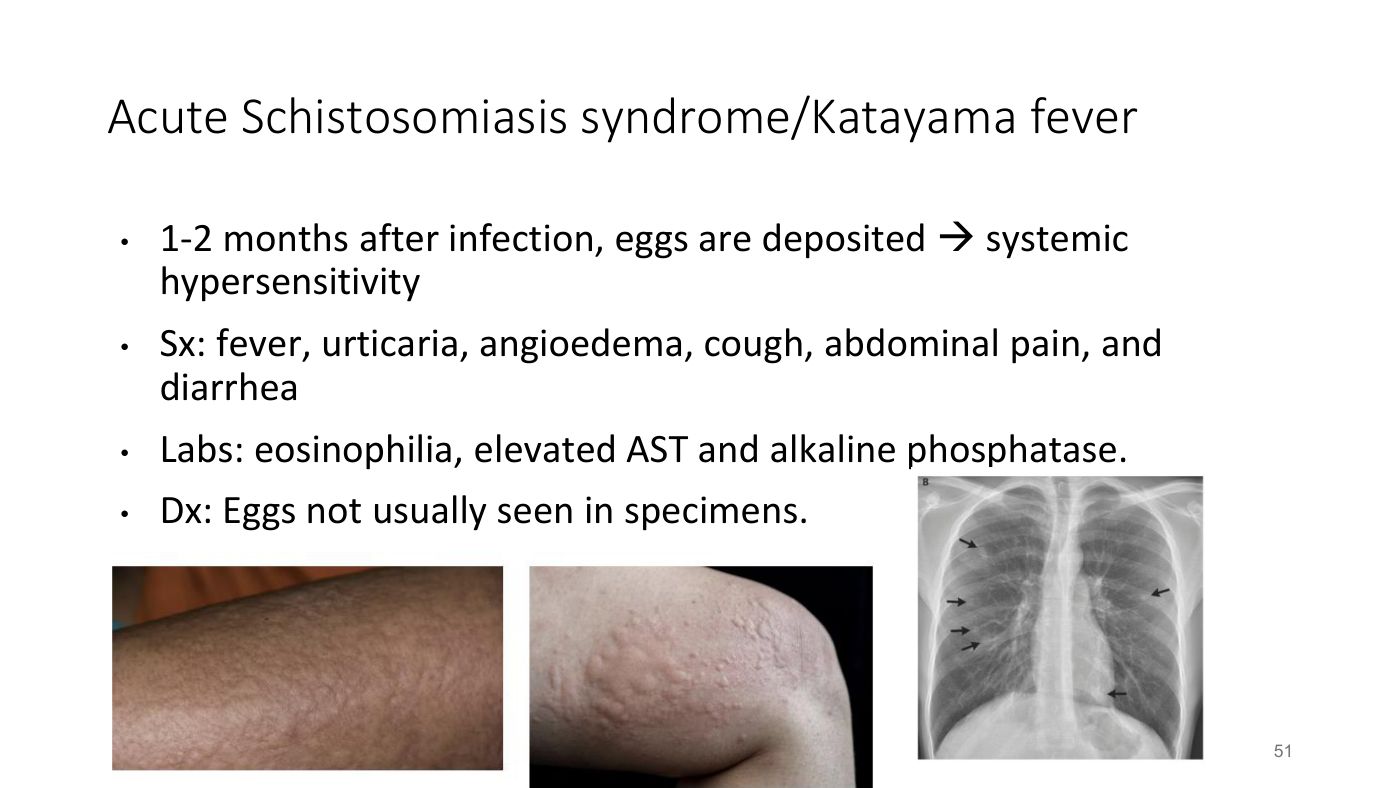 Acute Schistosomiasis syndrome/Katayama fever
• 1-2 months after infection, eggs are deposited → systemic
hypersensitivity
• Sx: fever, urticaria, angioedema, cough, abdominal pain, and
diarrhea
• Labs: eosinophilia, elevated AST and alkaline phosphatase.
• Dx: Eggs not usually seen in specimens.
B
51